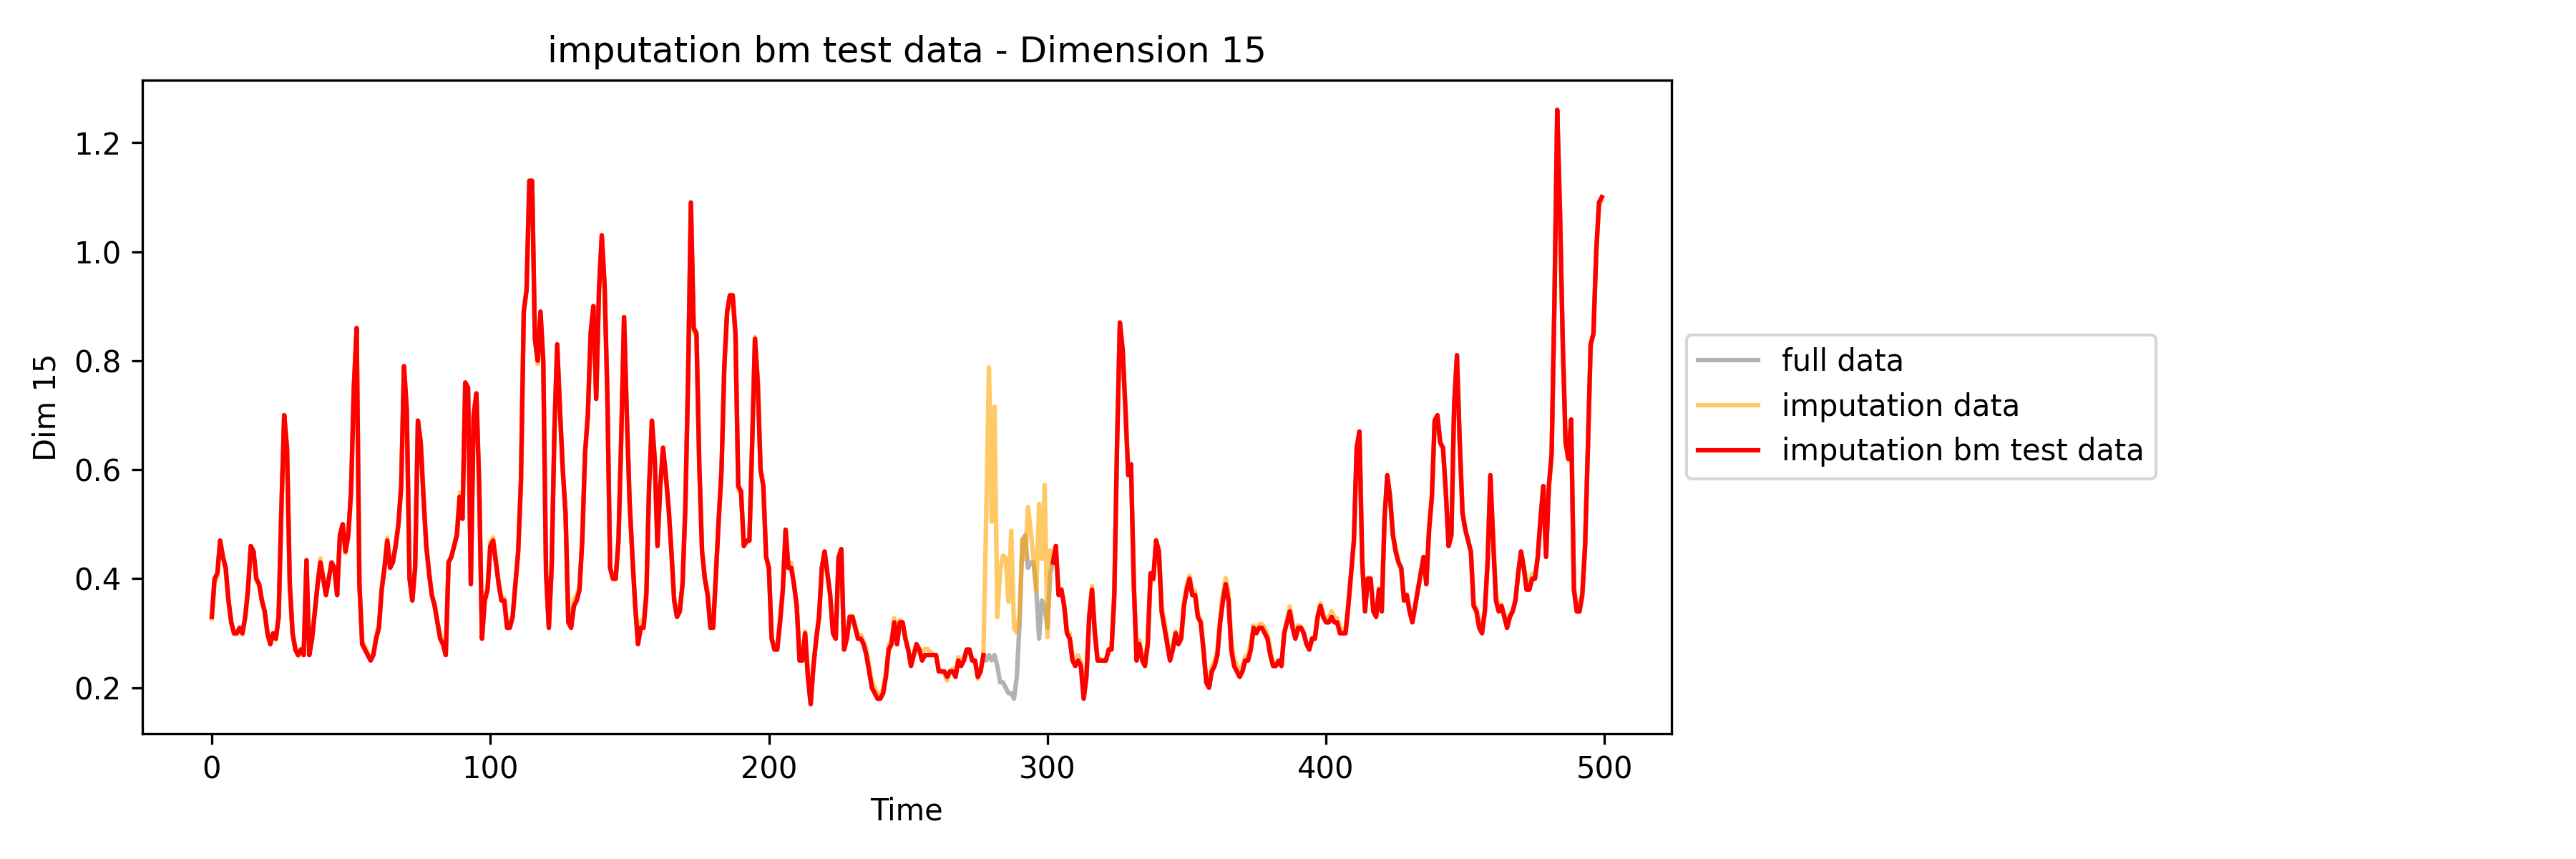 imputation bm test data - Dimension 15
1.2
1.0
0.8
0.6
0.4
0.2
Dim 15
0 100 200 300 400 500
Time
full data
imputation data
imputation bm test data